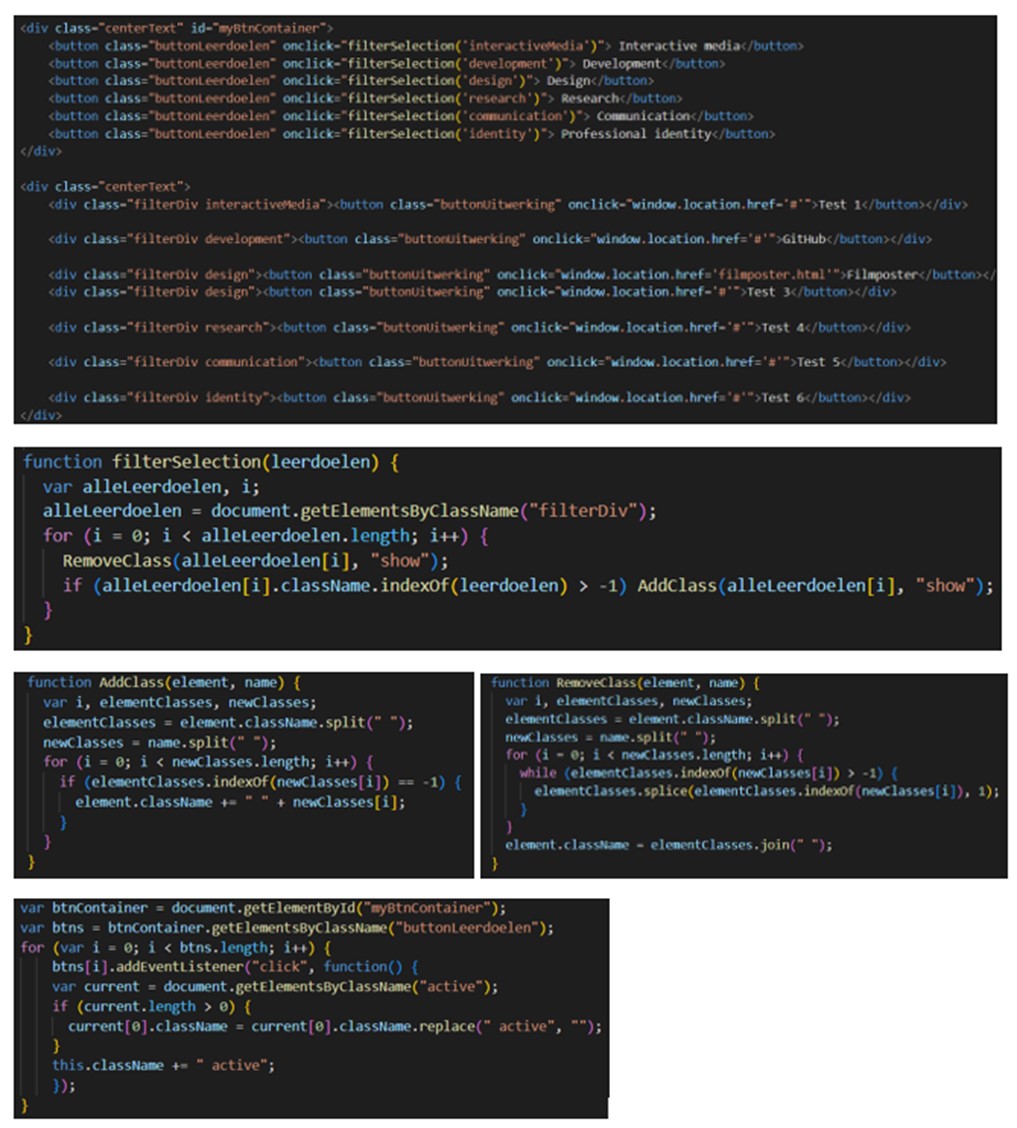 <div class="centerText" id="myBtnContainer">
<button class="buttonLeerdoelen" onclick="filterSelection('interactiveMedia')"> Interactive media</button>
<button class="buttonLeerdoelen" onclick="filterSelection('development')"> Development</button>
<button class="buttonLeerdoelen" onclick="filterSelection('design')"> Design</button>
<button class="buttonLeerdoelen" onclick="filterSelection('research')"> Research</button>
<button class="buttonLeerdoelen" onclick="filterSelection('communication')"> Communication</button>
<button class="buttonLeerdoelen" onclick="filterSelection('identity')"> Professional identity</button>
</div>
<div class="centerText">
<div class="filterDiv interactiveMedia"><button class="buttonUitwerking" onclick="window.location.href='#'">Test 1</button></div>
<div class="filterDiv development"><button class="buttonUitwerking" onclick="window.location.href='#'">GitHub</button></div>
<div class="filterDiv design"><button class="buttonUitwerking" onclick="window.location.href='filmposter.html'">Filmposter</button></
<div class="filterDiv design"><button class="buttonUitwerking" onclick="window.location.href='#'">Test 3</button></div>
<div class="filterDiv research"><button class="buttonUitwerking" onclick="window.location.href='#'">Test 4</button></div>
<div class="filterDiv communication"><button class="buttonUitwerking" onclick="window.location.href='#'">Test 5</button></div>
<div class="filterDiv identity"><button class="buttonUitwerking" onclick="window.location.href='#'">Test 6</button></div>
</div>
function filterSelection(leerdoelen) {
var alleLeerdoelen, i;
alleLeerdoelen = document.getElementsByClassName("filterDiv");
for (i = 0; i < alleLeerdoelen.length; i++) {
RemoveClass(alleLeerdoelen[i], "show");
if (alleLeerdoelen[i].className.indexOf(leerdoelen) > -1) AddClass(alleLeerdoelen[i], "show");
}
}
function AddClass(element, name) {
var i, elementClasses, newClasses;
elementClasses = element.className.split(" ");
newClasses = name.split(" ");
for (i = 0; i < newClasses.length; i++) {
if (elementClasses.indexOf(newClasses[i]) == -1) {
element.className += " " + newClasses[i];
}
}
}
function RemoveClass(element, name) {
var i, elementClasses, newClasses;
elementClasses = element.className.split(" ");
newClasses = name.split(" ");
for (i = 0; i < newClasses.length; i++) {
while (elementClasses.indexOf(newClasses[i]) > -1) {
elementClasses.splice(elementClasses.indexOf(newClasses[i]), 1);
}
}
element.className = elementClasses.join(" ");
}
var btnContainer = document.getElementById("myBtnContainer");
var btns = btnContainer.getElementsByClassName("buttonLeerdoelen");
for (var i = 0; i < btns.length; i++) {
btns[i].addEventListener("click", function() {
var current = document.getElementsByClassName("active");
if (current.length > 0) {
current[0].className = current[0].className.replace(" active", "");
}
this.className += " active";
});
}